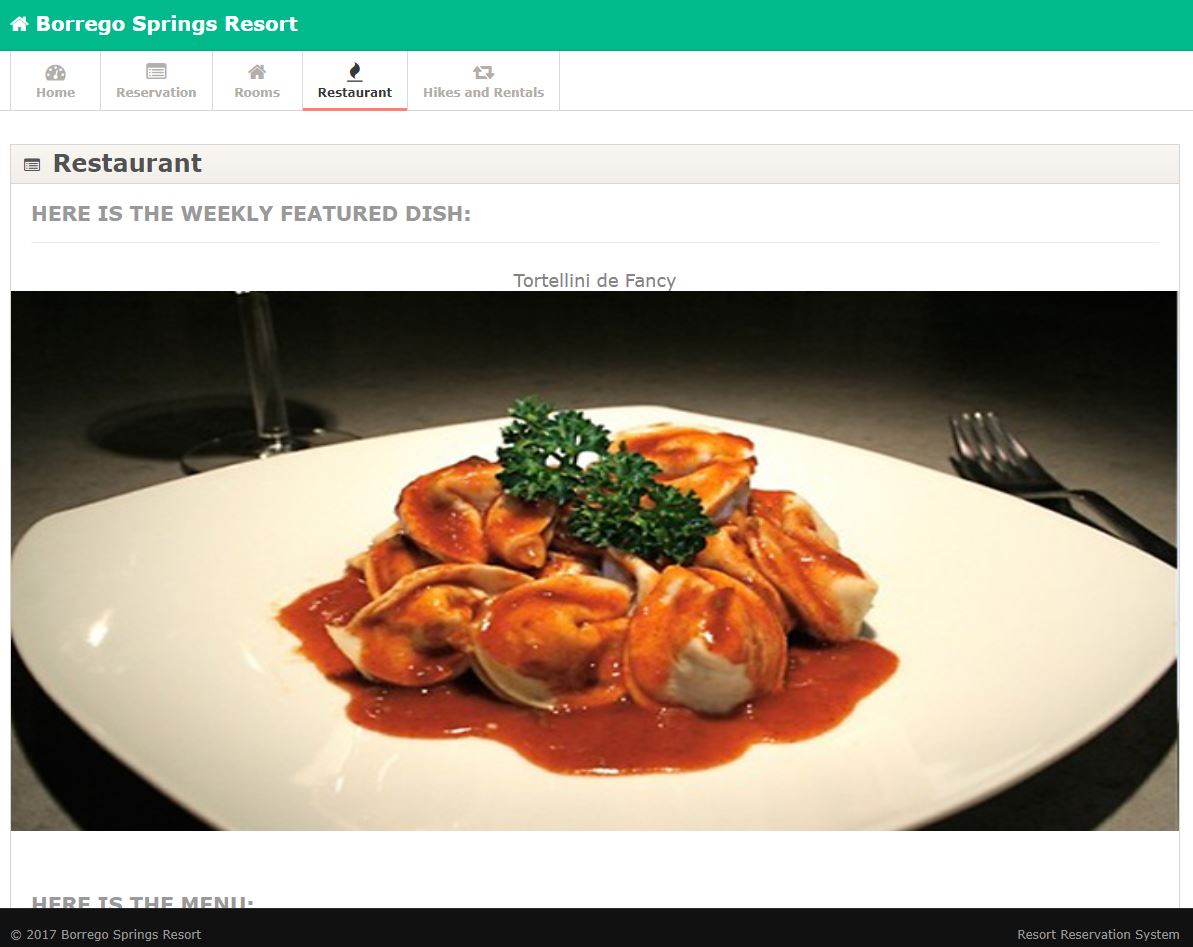 Borrego Springs Resort
Home
Reservation
Rooms
Restaurant
Hikes and Rentals
Restaurant
HERE IS THE WEEKLY FEATURED DISH:
Tortellini de Fancy
HERE IS THE MENU:
© 2017 Borrego Springs Resort
Resort Reservation System